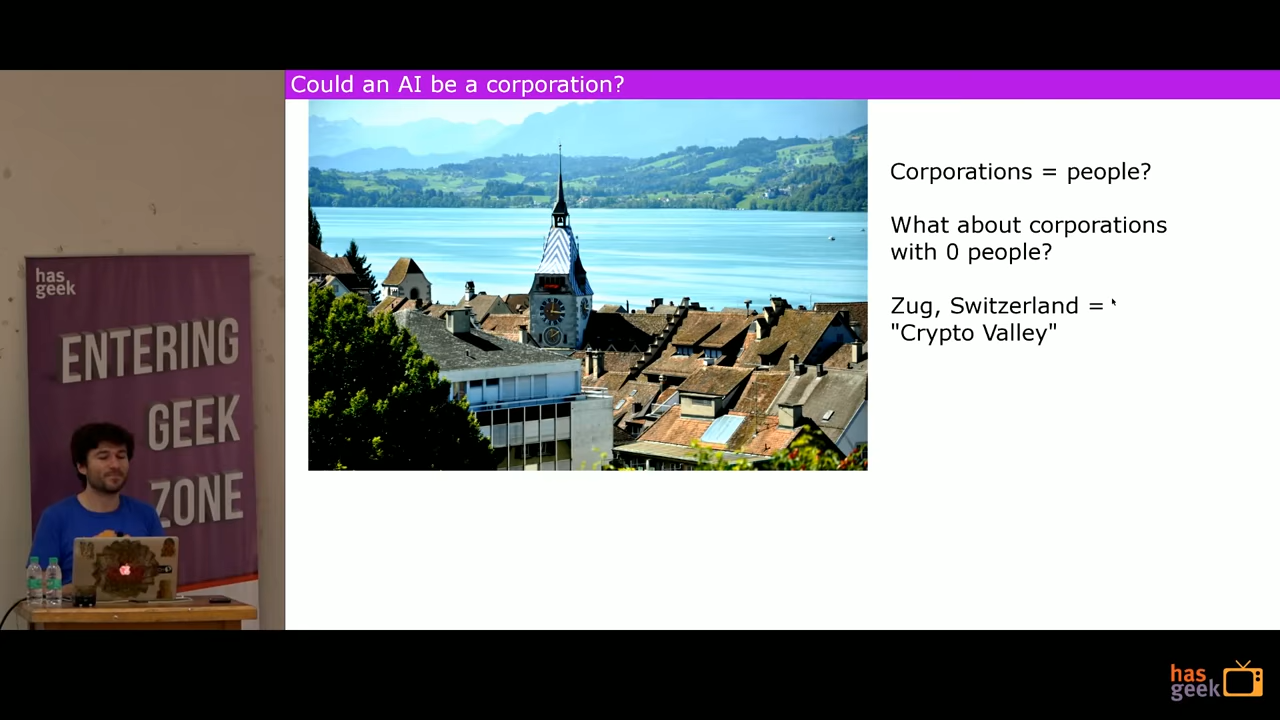 Could an AI be a corporation?
Corporations = people?
What about corporations
with 0 people?
Zug, Switzerland =
"Crypto Valley"
has
geek
ENTERING
GEEK
ZONE
has
geek